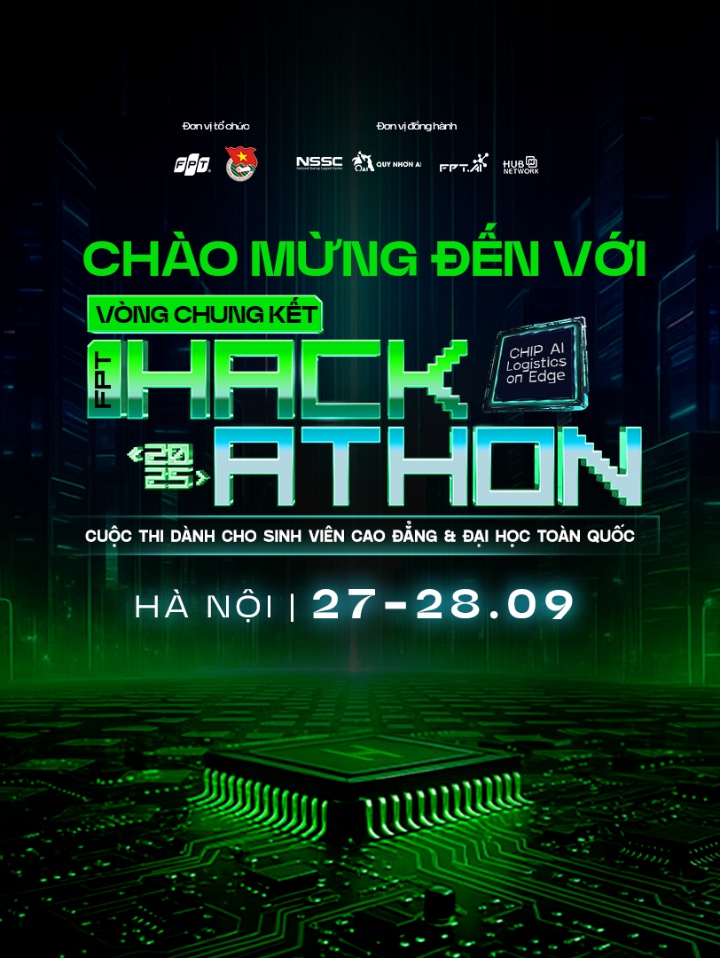 Đơn vị tổ chức
Đơn vị đồng hành
FPT
NSSC
QUY NHƠN AI
FPT.AI
HUB NETWORK
CHÀO MỪNG ĐẾN VỚI
VÒNG CHUNG KẾT
FPT
HACK
CHIP AI
Logistics
on Edge
2025
ATHON
CUỘC THI DÀNH CHO SINH VIÊN CAO ĐẲNG & ĐẠI HỌC TOÀN QUỐC
HÀ NỘI | 27-28.09